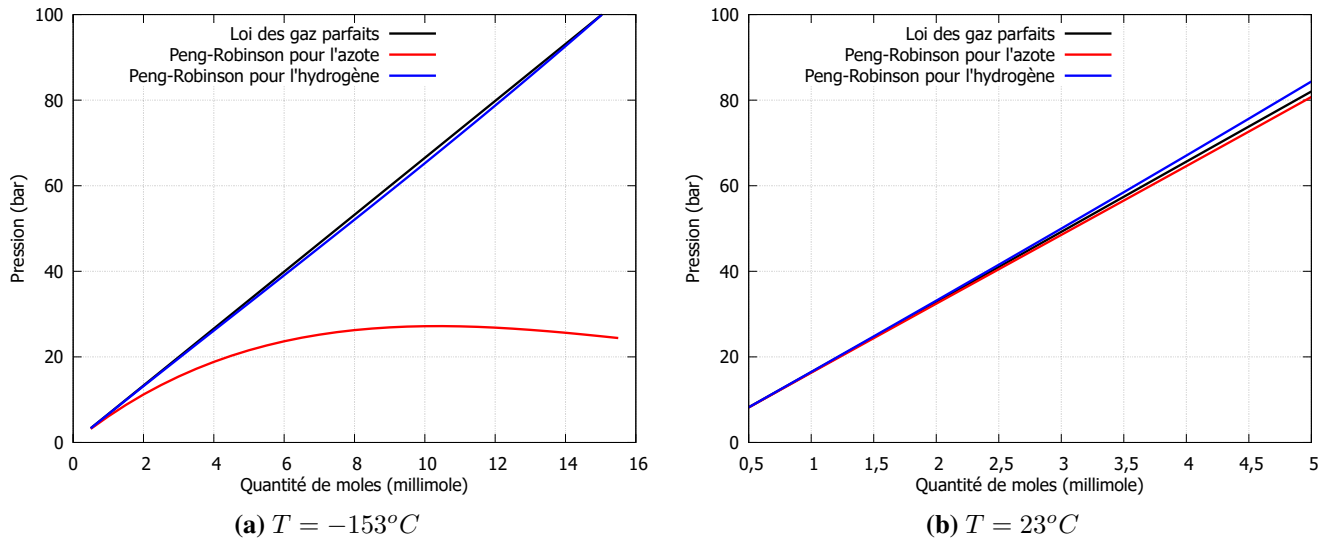 100
80
60
40
20
0
Pression (bar)
Loi des gaz parfaits
Peng-Robinson pour l'azote
Peng-Robinson pour l'hydrogène
0 2 4 6 8 10 12 14 16
Quantité de moles (millimole)
(a) T = −153°C
100
80
60
40
20
0
Pression (bar)
Loi des gaz parfaits
Peng-Robinson pour l'azote
Peng-Robinson pour l'hydrogène
0,5 1 1,5 2 2,5 3 3,5 4 4,5 5
Quantité de moles (millimole)
(b) T = 23°C